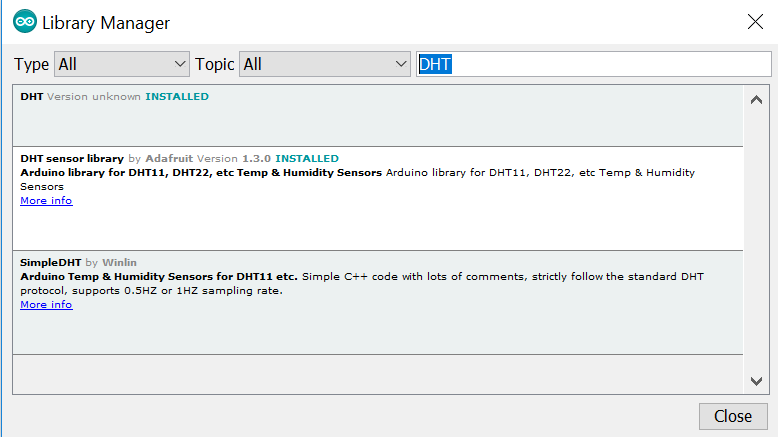 Library Manager
Type All Topic All DHT
DHT Version unknown INSTALLED
DHT sensor library by Adafruit Version 1.3.0 INSTALLED
Arduino library for DHT11, DHT22, etc Temp & Humidity Sensors Arduino library for DHT11, DHT22, etc Temp & Humidity
Sensors
More info
SimpleDHT by Winlin
Arduino Temp & Humidity Sensors for DHT11 etc. Simple C++ code with lots of comments, strictly follow the standard DHT
protocol, supports 0.5HZ or 1HZ sampling rate.
More info
Close